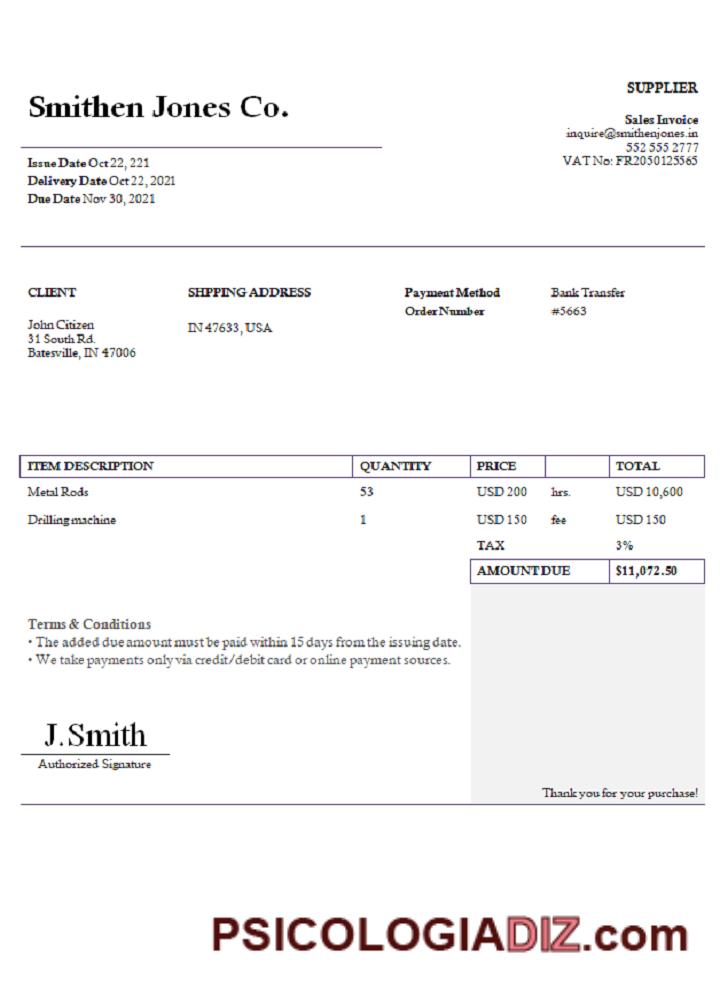 SUPPLIER
Smithen Jones Co.
Sales Invoice
inquire@smithenjones.in
552 555 2777
VAT No: FR2050125565
Issue Date Oct 22, 221
Delivery Date Oct 22, 2021
Due Date Nov 30, 2021
CLIENT SHIPPING ADDRESS Payment Method Bank Transfer
Order Number #5663
John Citizen
31 South Rd.
Batesville, IN 47006
IN 47633, USA
ITEM DESCRIPTION QUANTITY PRICE TOTAL
Metal Rods 53 USD 200 hrs. USD 10,600
Drilling machine 1 USD 150 fee USD 150
TAX 3%
AMOUNT DUE $11,072.50
Terms & Conditions
• The added due amount must be paid within 15 days from the issuing date.
• We take payments only via credit/debit card or online payment sources.
J.Smith
Authorized Signature
Thank you for your purchase!
PSICOLOGIADIZ.com